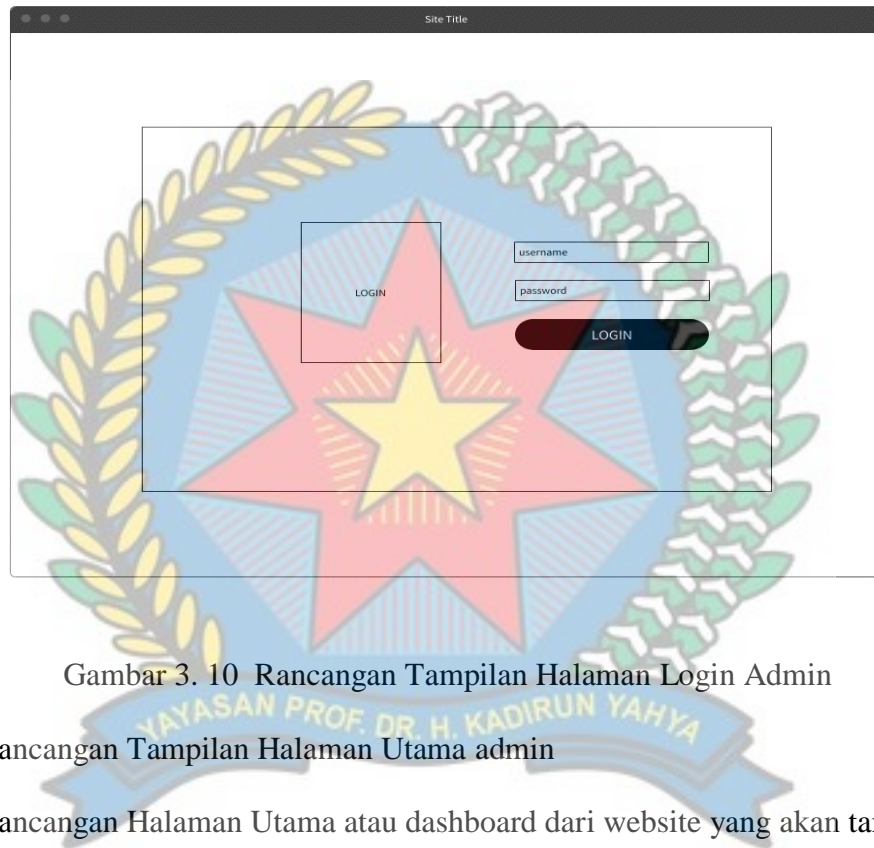 Site Title
username
LOGIN
password
LOGIN
Gambar 3. 10 Rancangan Tampilan Halaman Login Admin
YAYASAN PROF. DR. H. KADIRUN YAHYA
ancangan Tampilan Halaman Utama admin
ancangan Halaman Utama atau dashboard dari website yang akan